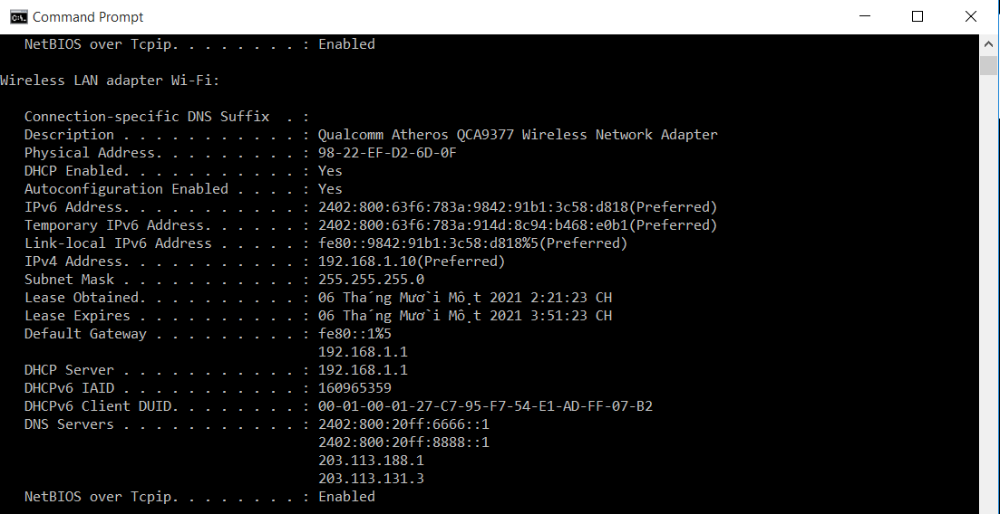 Command Prompt
NetBIOS over Tcpip. . . . . . . . : Enabled
Wireless LAN adapter Wi-Fi:
Connection-specific DNS Suffix  . :
Description . . . . . . . . . . . : Qualcomm Atheros QCA9377 Wireless Network Adapter
Physical Address. . . . . . . . . : 98-22-EF-D2-6D-0F
DHCP Enabled. . . . . . . . . . . : Yes
Autoconfiguration Enabled . . . . : Yes
IPv6 Address. . . . . . . . . . . : 2402:800:63f6:783a:9842:91b1:3c58:d818(Preferred)
Temporary IPv6 Address. . . . . . : 2402:800:63f6:783a:914d:8c94:b468:e0b1(Preferred)
Link-local IPv6 Address . . . . . : fe80::9842:91b1:3c58:d818%5(Preferred)
IPv4 Address. . . . . . . . . . . : 192.168.1.10(Preferred)
Subnet Mask . . . . . . . . . . . : 255.255.255.0
Lease Obtained. . . . . . . . . . : 06 Tháng Mười Một 2021 2:21:23 CH
Lease Expires . . . . . . . . . . : 06 Tháng Mười Một 2021 3:51:23 CH
Default Gateway . . . . . . . . . : fe80::1%5
192.168.1.1
DHCP Server . . . . . . . . . . . : 192.168.1.1
DHCPv6 IAID . . . . . . . . . . . : 160965359
DHCPv6 Client DUID. . . . . . . . : 00-01-00-01-27-C7-95-F7-54-E1-AD-FF-07-B2
DNS Servers . . . . . . . . . . . : 2402:800:20ff:6666::1
2402:800:20ff:8888::1
203.113.188.1
203.113.131.3
NetBIOS over Tcpip. . . . . . . . : Enabled